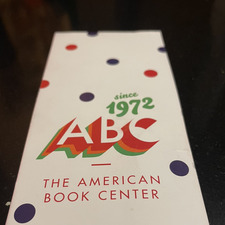 since
1972
ABC
THE AMERICAN
BOOK CENTER